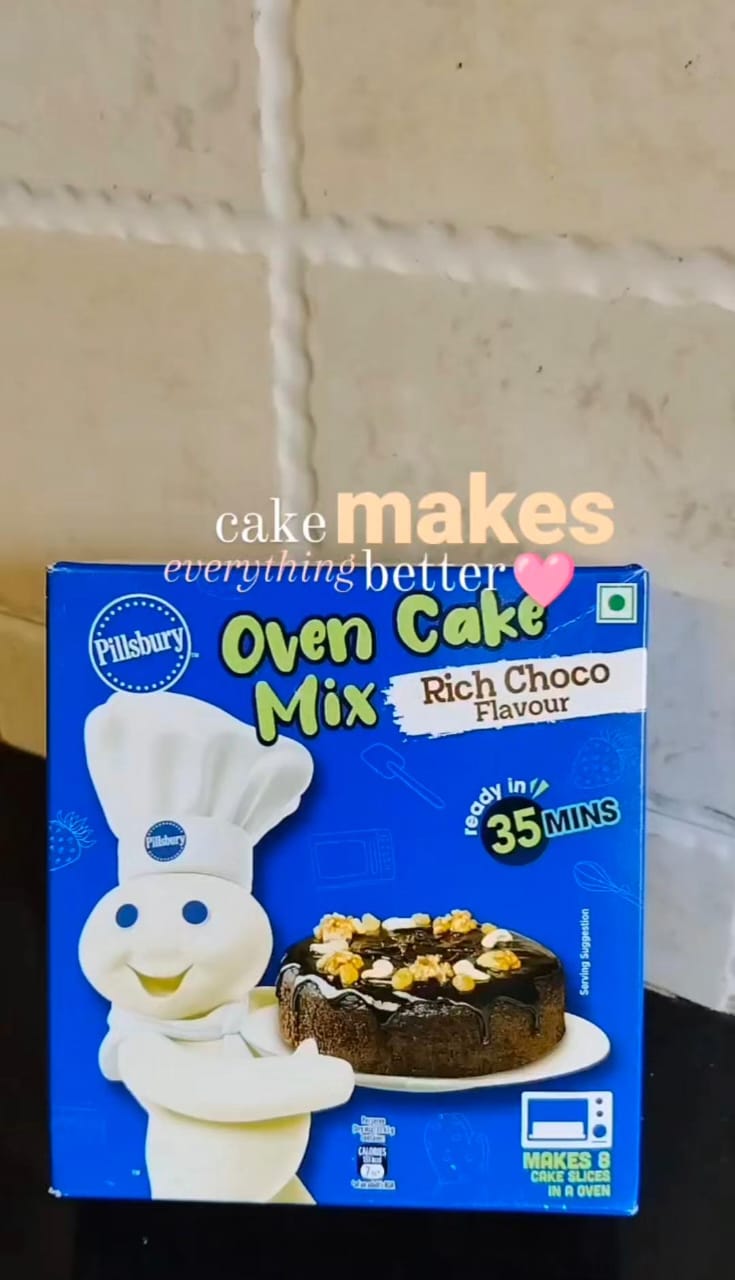 cake makes
everything better
Pillsbury
Oven Cake
Mix
Rich Choco
Flavour
ready in
35 MINS
Pillsbury
Serving Suggestion
CALORIES
MAKES 8
CAKE SLICES
IN A OVEN